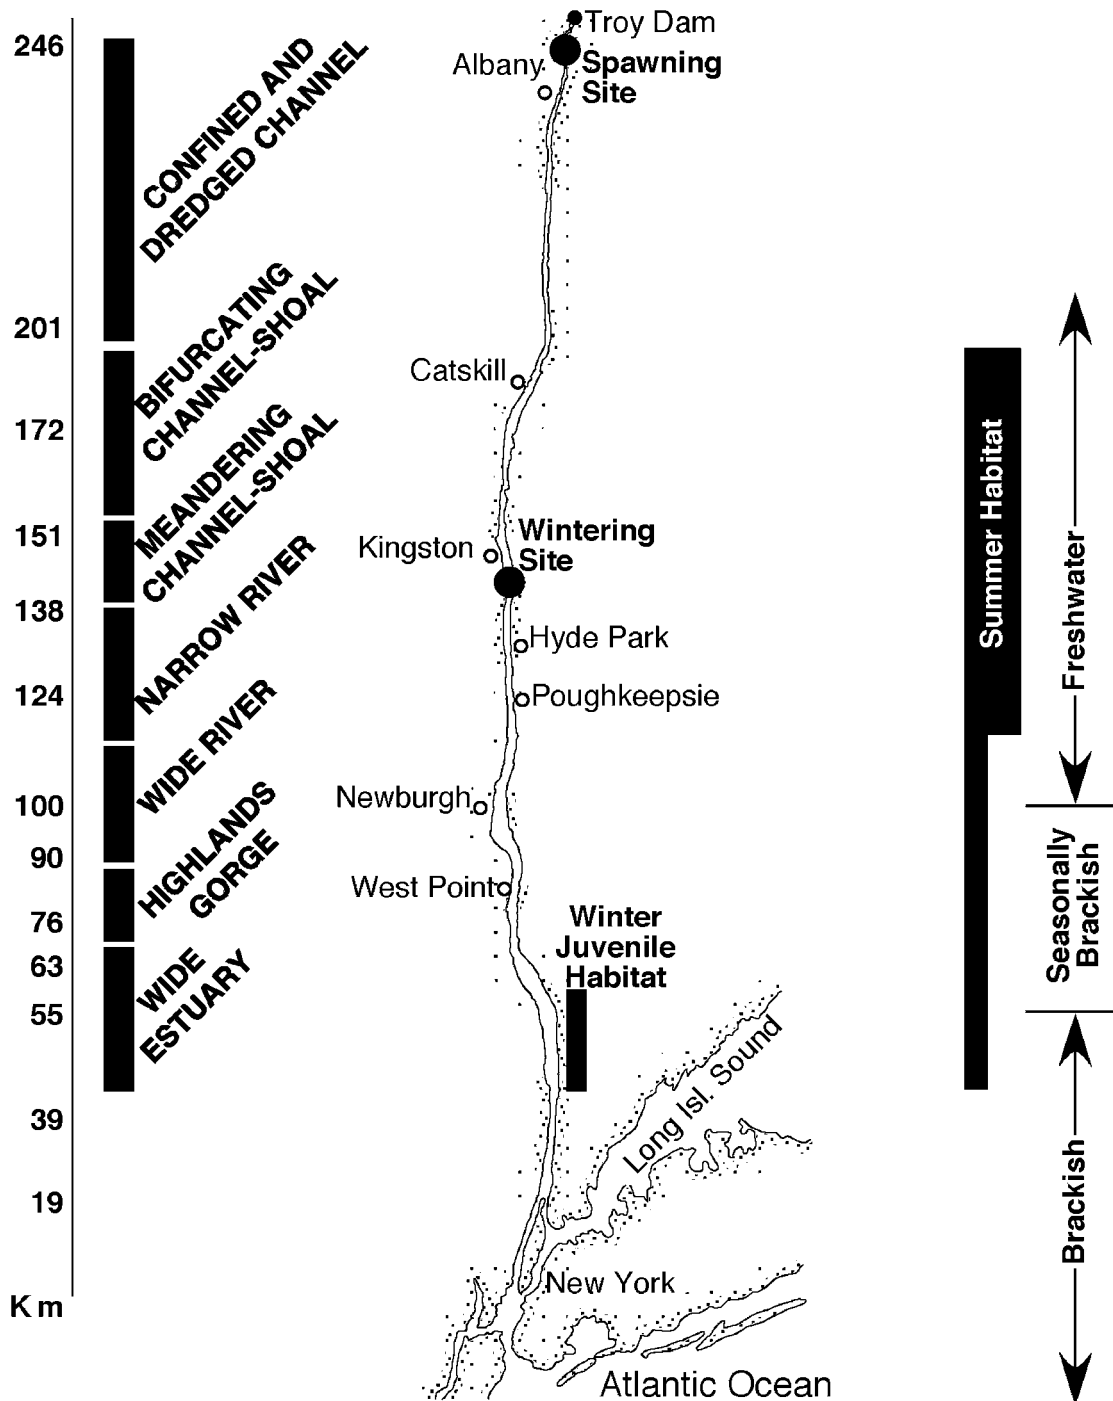 246
201
172
151
138
124
100
90
76
63
55
39
19
Km
CONFINED AND
DREDGED CHANNEL
BIFURCATING
CHANNEL-SHOAL
MEANDERING
CHANNEL-SHOAL
NARROW RIVER
WIDE RIVER
HIGHLANDS
GORGE
WIDE
ESTUARY
Troy Dam
Albany
Spawning
Site
Catskill
Wintering
Site
Kingston
Hyde Park
Poughkeepsie
Newburgh
West Point
Winter
Juvenile
Habitat
Long Isl. Sound
New York
Atlantic Ocean
Summer Habitat
Freshwater
Seasonally
Brackish
Brackish